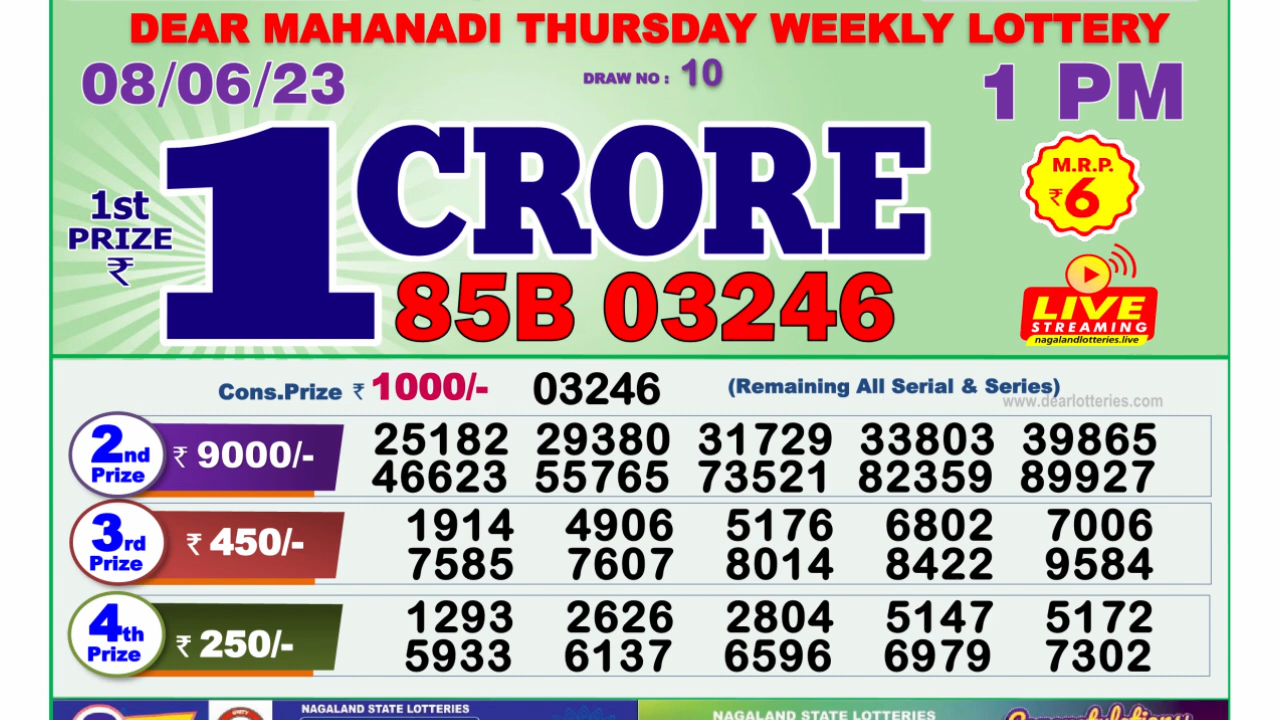 DEAR MAHANADI THURSDAY WEEKLY LOTTERY
08/06/23
DRAW NO : 10
1 PM
1st
PRIZE
₹
1 CRORE
85B 03246
M.R.P.
₹6
LIVE
STREAMING
nagalandlotteries.live
Cons.Prize ₹ 1000/- 03246 (Remaining All Serial & Series)
www.dearlotteries.com
2nd
Prize
₹ 9000/-
25182 29380 31729 33803 39865
46623 55765 73521 82359 89927
3rd
Prize
₹ 450/-
1914 4906 5176 6802 7006
7585 7607 8014 8422 9584
4th
Prize
₹ 250/-
1293 2626 2804 5147 5172
5933 6137 6596 6979 7302
NAGALAND STATE LOTTERIES
NAGALAND STATE LOTTERIES